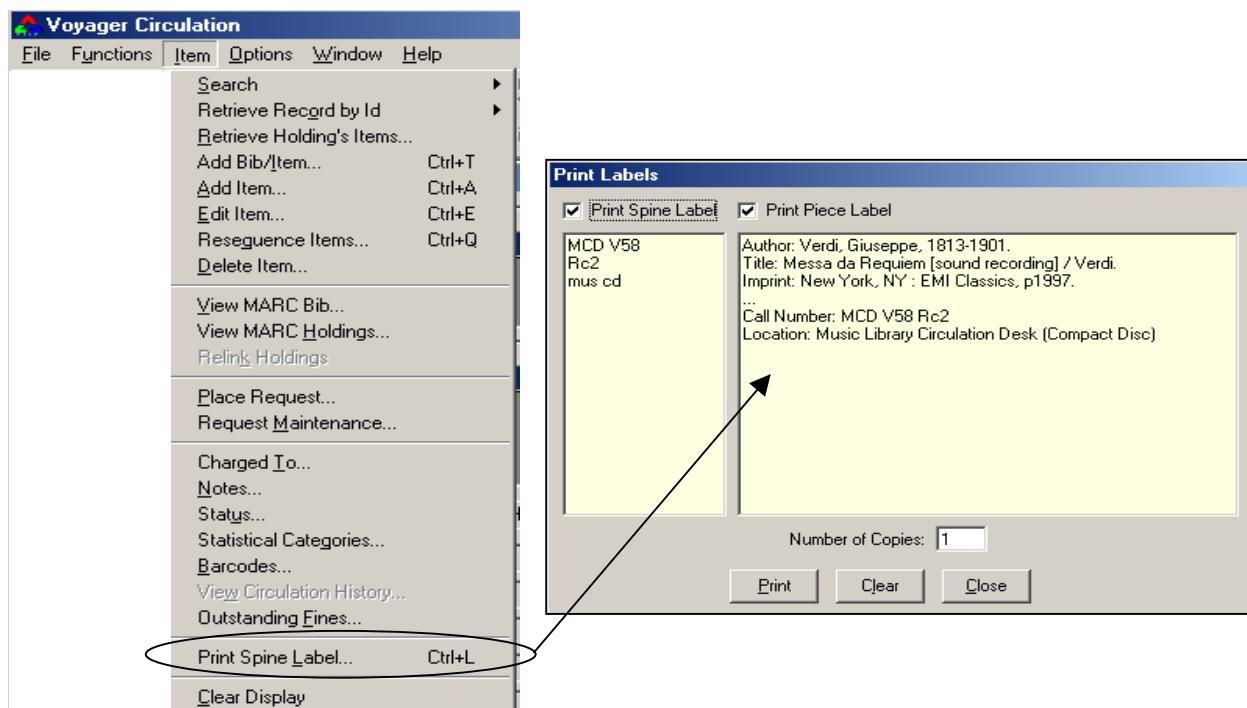 Voyager Circulation
File Functions Item Options Window Help
Search
Retrieve Record by Id
Retrieve Holding's Items...
Add Bib/Item... Ctrl+T
Add Item... Ctrl+A
Edit Item... Ctrl+E
Resequence Items... Ctrl+Q
Delete Item...
View MARC Bib...
View MARC Holdings...
Relink Holdings
Place Request...
Request Maintenance...
Charged To...
Notes...
Status...
Statistical Categories...
Barcodes...
View Circulation History...
Outstanding Fines...
Print Spine Label... Ctrl+L
Clear Display
Print Labels
Print Spine Label Print Piece Label
MCD V58
Rc2
mus cd
Author: Verdi, Giuseppe, 1813-1901.
Title: Messa da Requiem [sound recording] / Verdi.
Imprint: New York, NY : EMI Classics, p1997.
...
Call Number: MCD V58 Rc2
Location: Music Library Circulation Desk (Compact Disc)
Number of Copies: 1
Print Clear Close